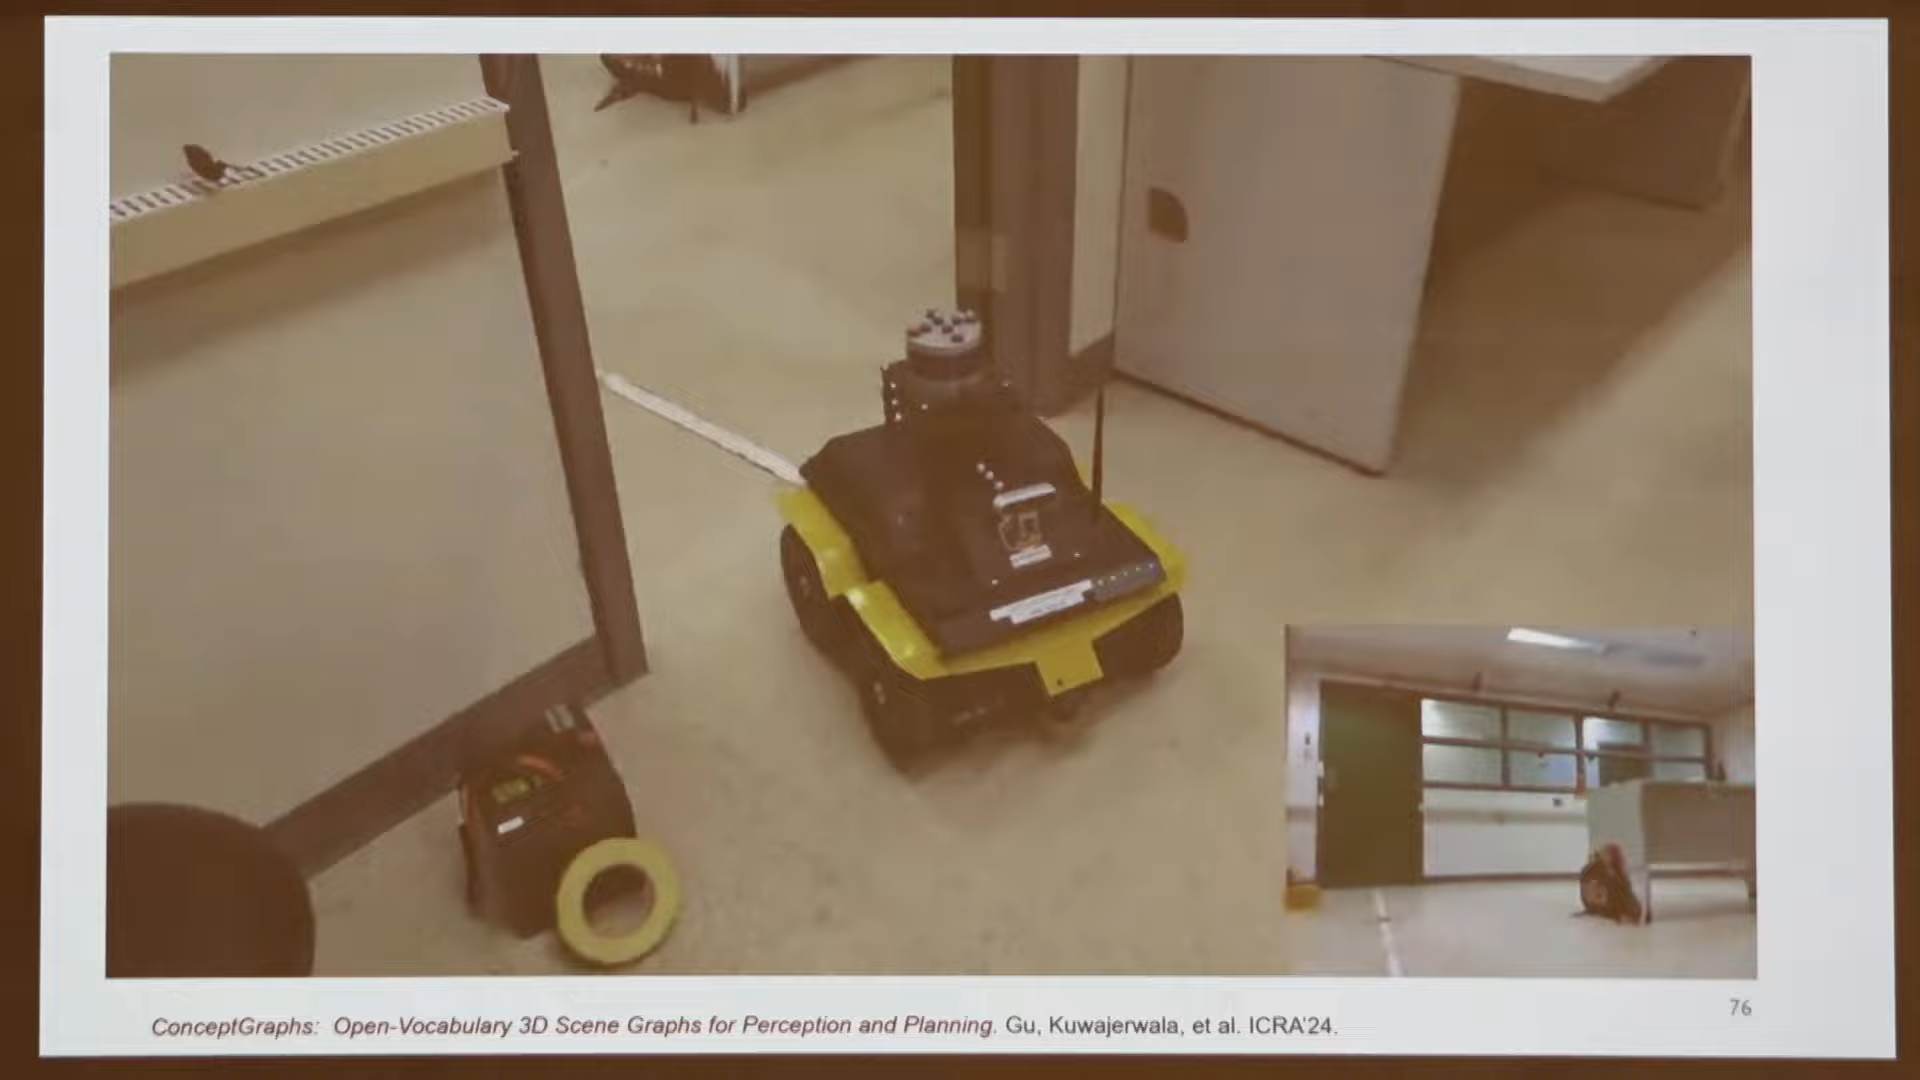 76
ConceptGraphs: Open-Vocabulary 3D Scene Graphs for Perception and Planning. Gu, Kuwajerwala, et al. ICRA'24.